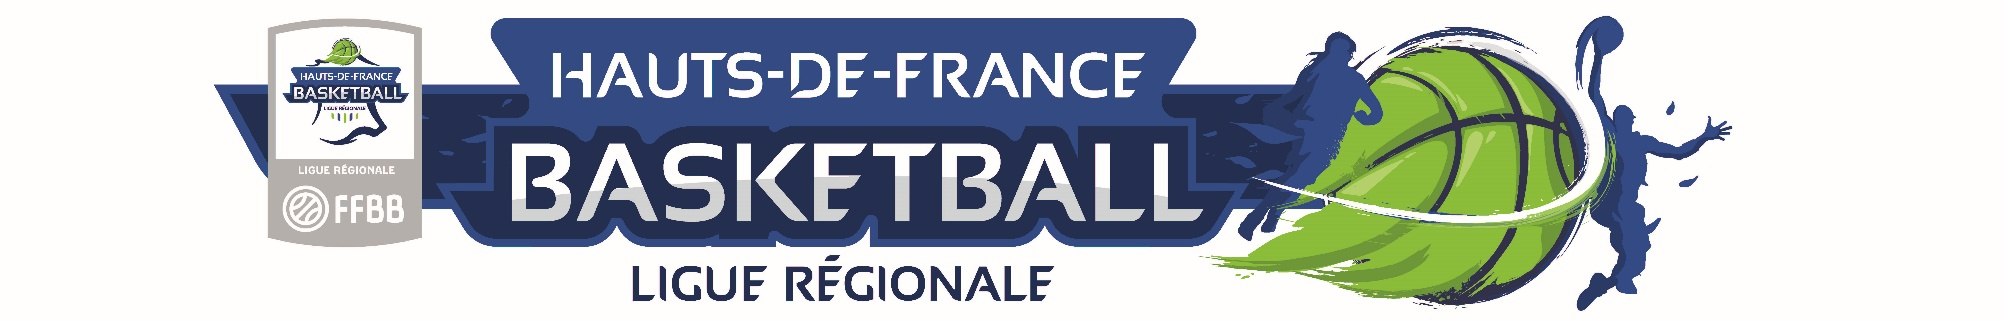 HAUTS-DE-FRANCE
BASKETBALL
LIGUE RÉGIONALE
LIGUE RÉGIONALE
FFBB
HAUTS-DE-FRANCE
BASKETBALL
LIGUE RÉGIONALE